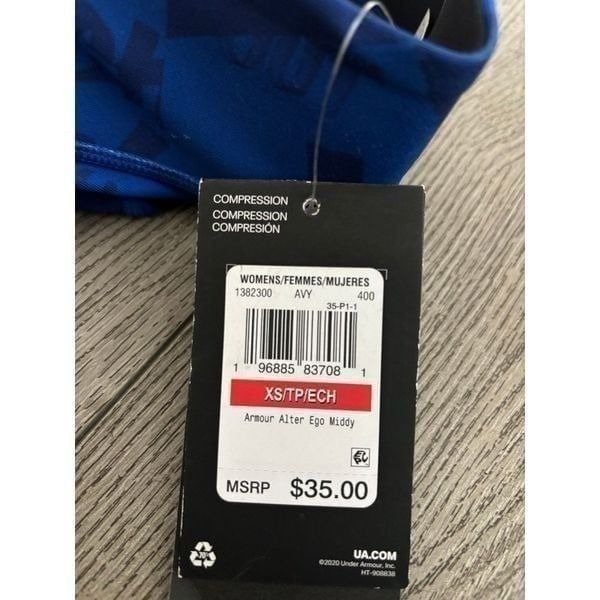 COMPRESSION
COMPRESSION
COMPRESIÓN
WOMENS/FEMMES/MUJERES
1382300 AVY 400
35-P1-1
1 96885 83708 1
XS/TP/ECH
Armour Alter Ego Middy
MSRP $35.00
UA.COM
©2020 Under Armour, Inc.
HT-908838